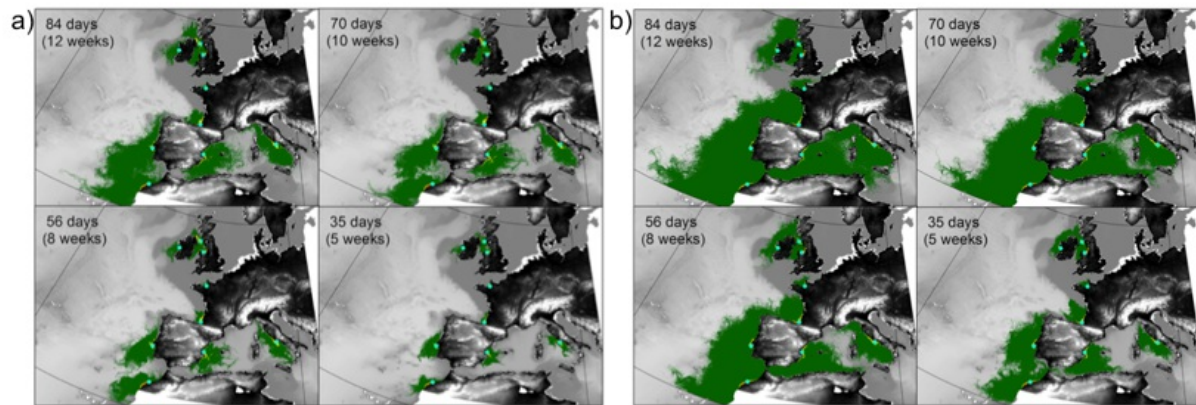 a)
84 days
(12 weeks)
70 days
(10 weeks)
56 days
(8 weeks)
35 days
(5 weeks)
b)
84 days
(12 weeks)
70 days
(10 weeks)
56 days
(8 weeks)
35 days
(5 weeks)